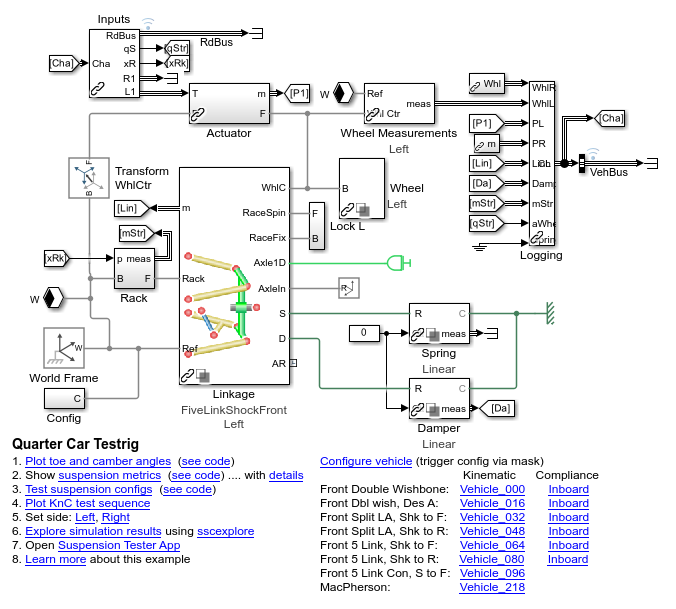 Inputs
RdBus
qS
xR
R1
L1
Cha
[Cha]
[qStr]
[xRk]
RdBus
T
m
F
Actuator
[P1]
W
Ref
Whl Ctr
meas
Wheel Measurements
Left
Whl
[P1]
m
[Lin]
[Da]
[mStr]
[qStr]
WhlR
WhlL
PL
PR
Damp
mStr
Logging
[Cha]
VehBus
F
B
Transform
WhlCtr
[Lin]
[mStr]
[xRk]
p meas
B
F
Rack
W
W
World Frame
C
Config
m
Rack
Ref
WhlC
RaceSpin
RaceFix
Axle1D
AxleIn
S
D
AR
Linkage
FiveLinkShockFront
Left
B
Wheel
Left
F
B
Lock L
R
0
R
C
meas
Spring
Linear
R
C
meas
[Da]
Damper
Linear
Quarter Car Testrig
1. Plot toe and camber angles (see code)
2. Show suspension metrics (see code) .... with details
3. Test suspension configs (see code)
4. Plot KnC test sequence
5. Set side: Left, Right
6. Explore simulation results using sscexplore
7. Open Suspension Tester App
8. Learn more about this example
Configure vehicle (trigger config via mask)
Kinematic Compliance
Front Double Wishbone: Vehicle_000 Inboard
Front Dbl wish, Des A: Vehicle_016 Inboard
Front Split LA, Shk to F: Vehicle_032 Inboard
Front Split LA, Shk to R: Vehicle_048 Inboard
Front 5 Link, Shk to F: Vehicle_064 Inboard
Front 5 Link, Shk to R: Vehicle_080 Inboard
Front 5 Link Con, S to F: Vehicle_096
MacPherson: Vehicle_218